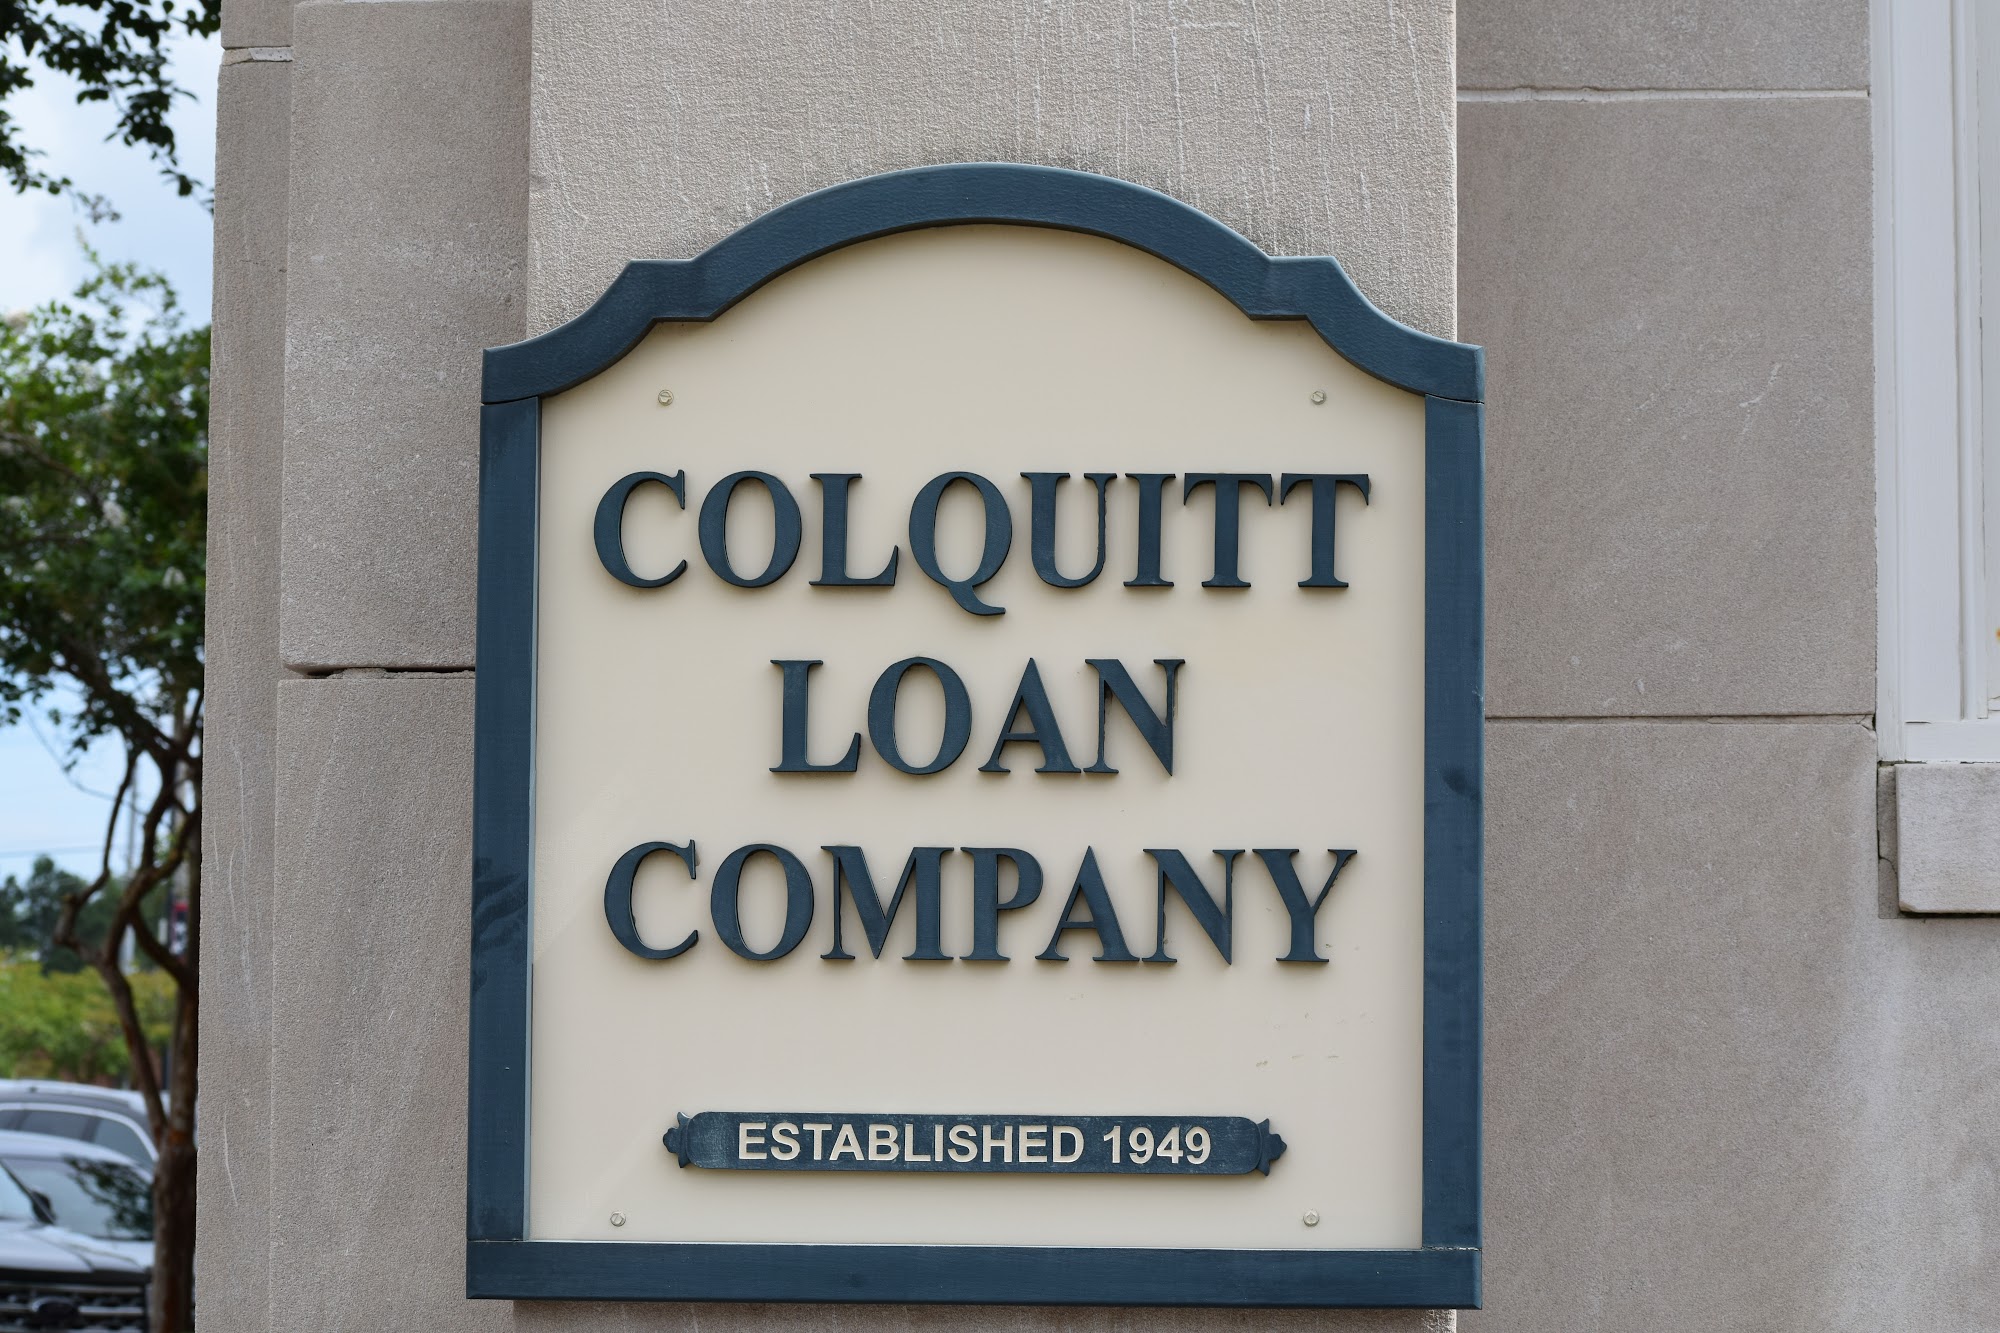 COLQUITT
LOAN
COMPANY
ESTABLISHED 1949